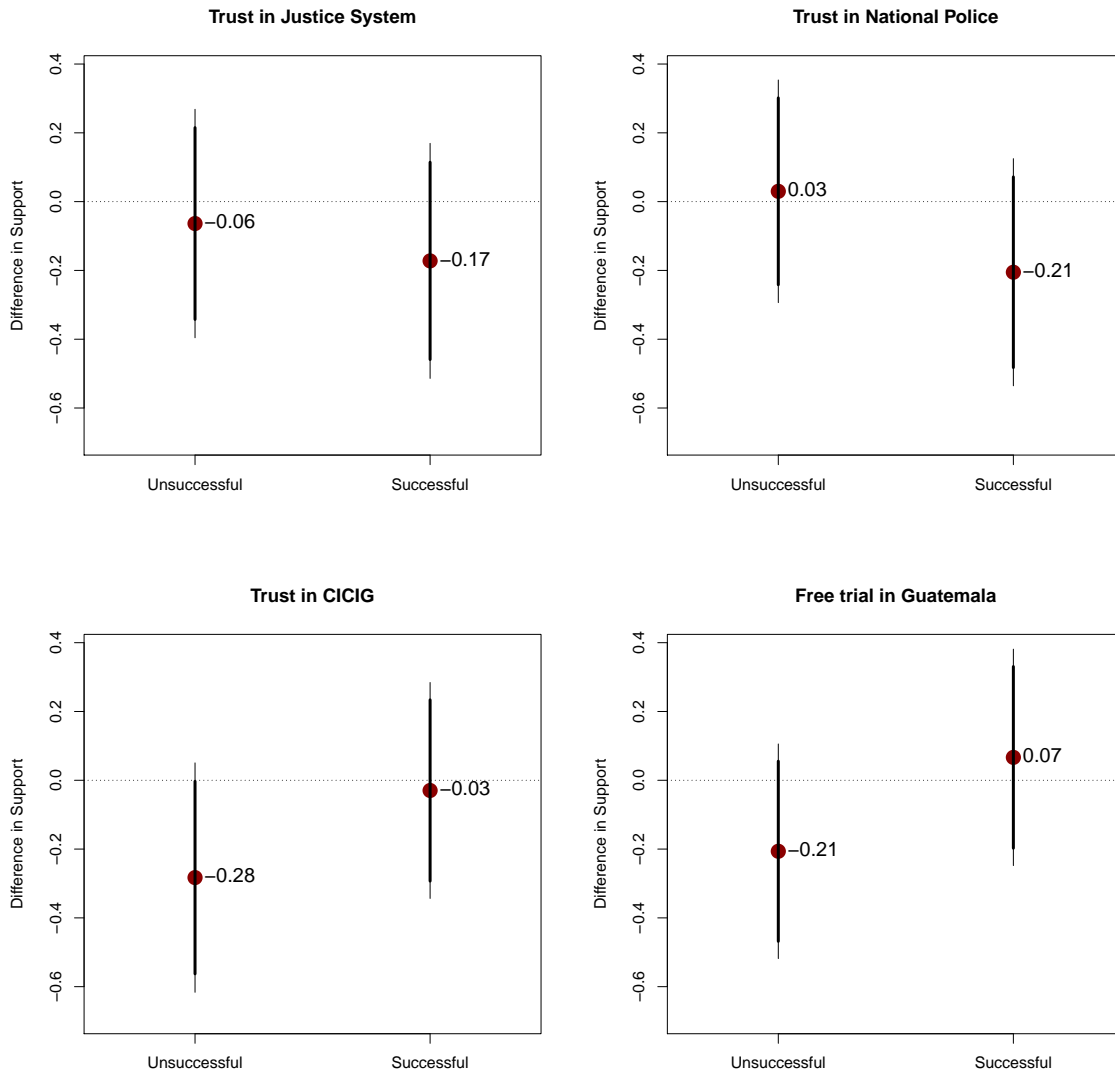 Trust in Justice System
Difference in Support
0.4
0.2
0.0
−0.2
−0.4
−0.6
−0.06
−0.17
Unsuccessful
Successful
Trust in National Police
Difference in Support
0.4
0.2
0.0
−0.2
−0.4
−0.6
0.03
−0.21
Unsuccessful
Successful
Trust in CICIG
Difference in Support
0.4
0.2
0.0
−0.2
−0.4
−0.6
−0.28
−0.03
Unsuccessful
Successful
Free trial in Guatemala
Difference in Support
0.4
0.2
0.0
−0.2
−0.4
−0.6
−0.21
0.07
Unsuccessful
Successful